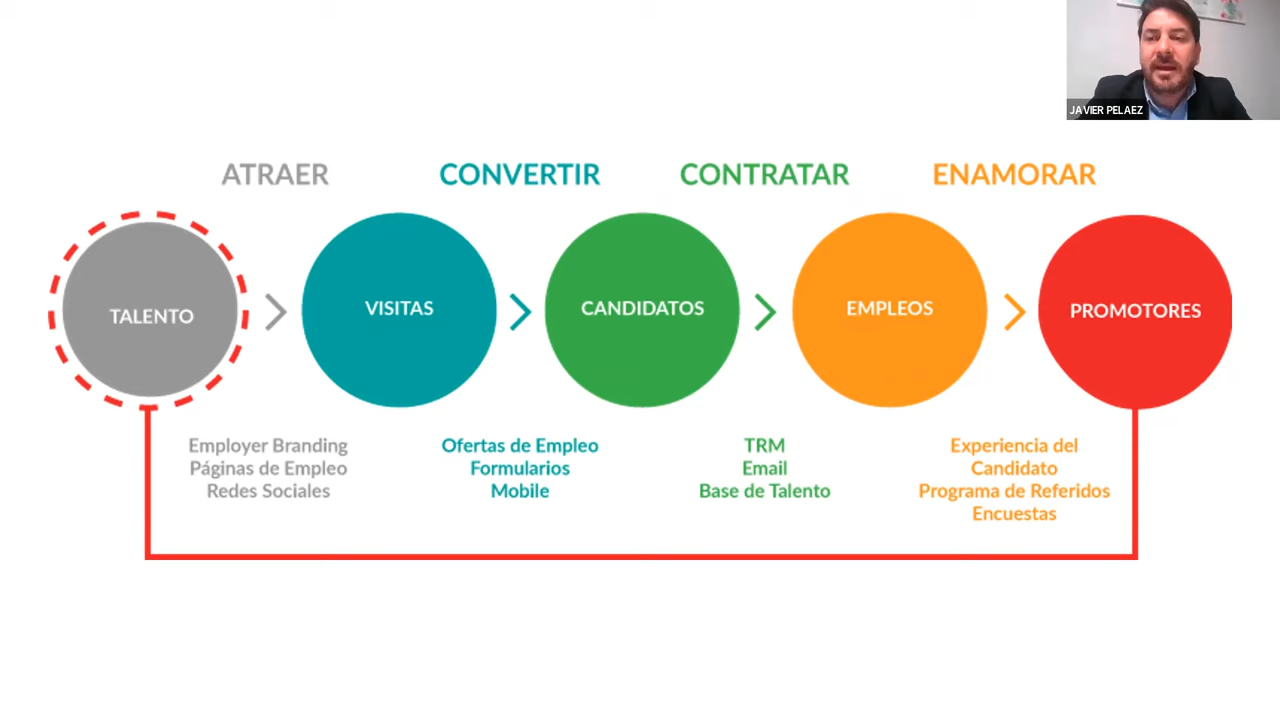 JAVIER PELAEZ
ATRAER
CONVERTIR
CONTRATAR
ENAMORAR
TALENTO
VISITAS
CANDIDATOS
EMPLEOS
PROMOTORES
Employer Branding
Páginas de Empleo
Redes Sociales
Ofertas de Empleo
Formularios
Mobile
TRM
Email
Base de Talento
Experiencia del
Candidato
Programa de Referidos
Encuestas